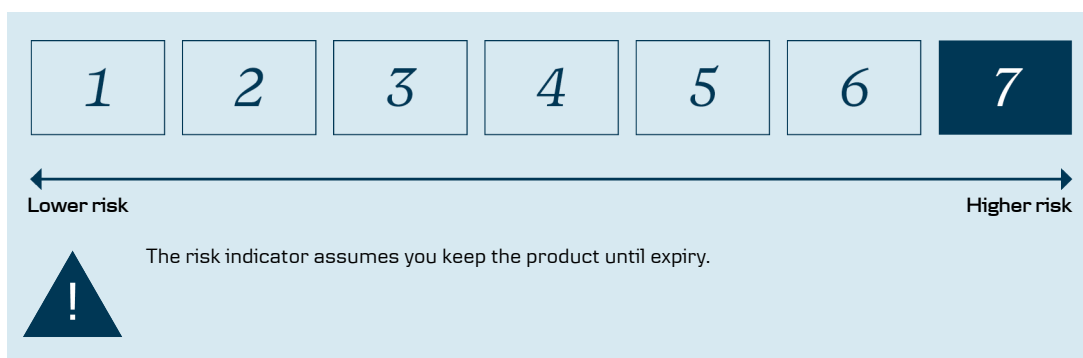 1 2 3 4 5 6 7
Lower risk Higher risk
The risk indicator assumes you keep the product until expiry.
!